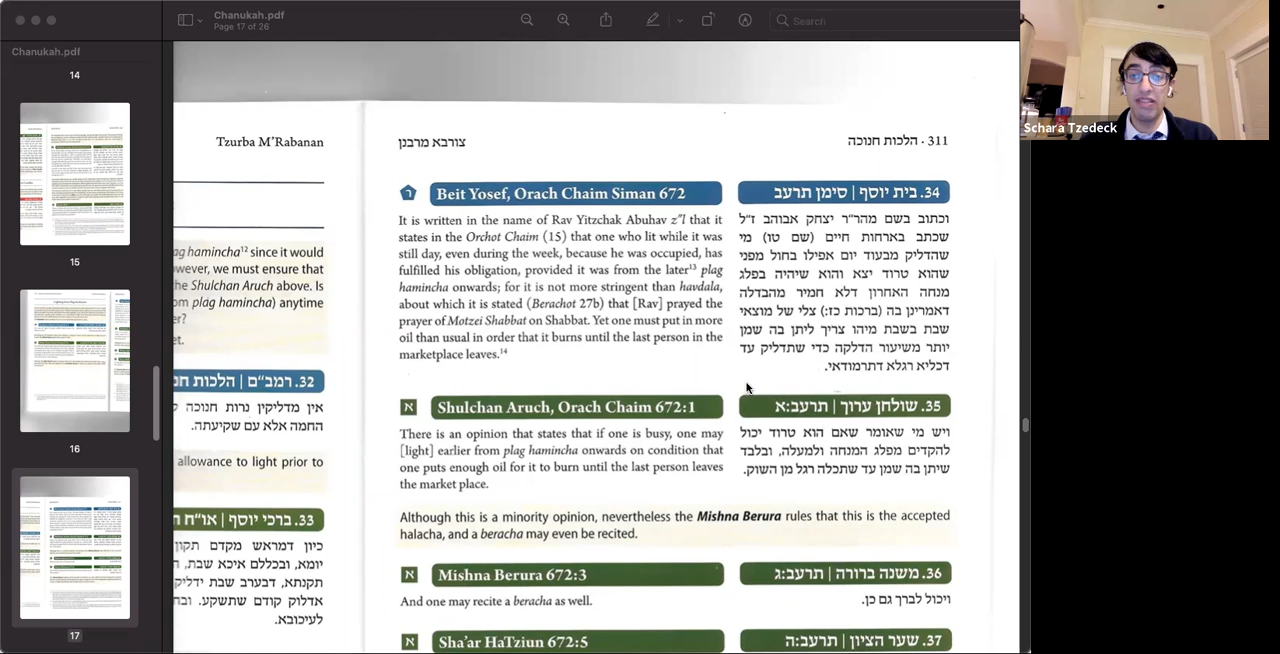 Chanukah.pdf
Page 17 of 26
Search
Chanukah.pdf
14
15
16
17
Schara Tzedeck
Tzurba M'Rabanan
צורבא מרבנן
הלכות חנוכה · 311
ag hamincha12 since it would
wever, we must ensure that
he Shulchan Aruch above. Is
om plag hamincha) anytime
er?
et.
32. רמב״ם | הלכות חנ
אין מדליקין נרות חנוכה ק
החמה אלא עם שקיעתה.
allowance to light prior to
33. בית יוסף | או״ח ת
כיון דמראש מקדם תקון
יומא, ובכללם איכא שבת, ה
תקנתא, דבערב שבת ידליק
אדלוק קודם שתשקע. ובח
לעיכובא.
ר
Beit Yosef, Orach Chaim Siman 672
It is written in the name of Rav Yitzchak Abuhav z"l that it
states in the Orchot Chaim (15) that one who lit while it was
still day, even during the week, because he was occupied, has
fulfilled his obligation, provided it was from the later13 plag
hamincha onwards; for it is not more stringent than havdala,
about which it is stated (Berachot 27b) that [Rav] prayed the
prayer of Motzei Shabbat on Shabbat. Yet one must put in more
oil than usual in order that it burns until the last person in the
marketplace leaves.14
34. בית יוסף | סימן תרעב
וכתוב בשם מהר״ר יצחק אבוהב ז״ל
שכתב בארחות חיים (שם טו) מי
שהדליק מבעוד יום אפילו בחול מפני
שהוא טרוד יצא והוא שיהיה בפלג
מנחה האחרון דלא חמיר מהבדלה
דאמרינן בה (ברכות כז:) צלי של מוצאי
שבת בשבת מיהו צריך ליתן בה שמן
יותר משיעור הדלקה כדי שתדליק עד
דכליא רגלא דתרמודאי.
א
Shulchan Aruch, Orach Chaim 672:1
There is an opinion that states that if one is busy, one may
[light] earlier from plag hamincha onwards on condition that
one puts enough oil for it to burn until the last person leaves
the market place.
35. שולחן ערוך | תרעב:א
ויש מי שאומר שאם הוא טרוד יכול
להקדים מפלג המנחה ולמעלה, ובלבד
שיתן בה שמן עד שתכלה רגל מן השוק.
Although this is a minority opinion, nevertheless the Mishna Berura rules that this is the accepted
halacha, and a beracha may even be recited.
א
Mishna Berura 672:3
And one may recite a beracha as well.
36. משנה ברורה | תרעב:ג
ויכול לברך גם כן.
א
Sha'ar HaTziun 672:5
37. שער הציון | תרעב:ה